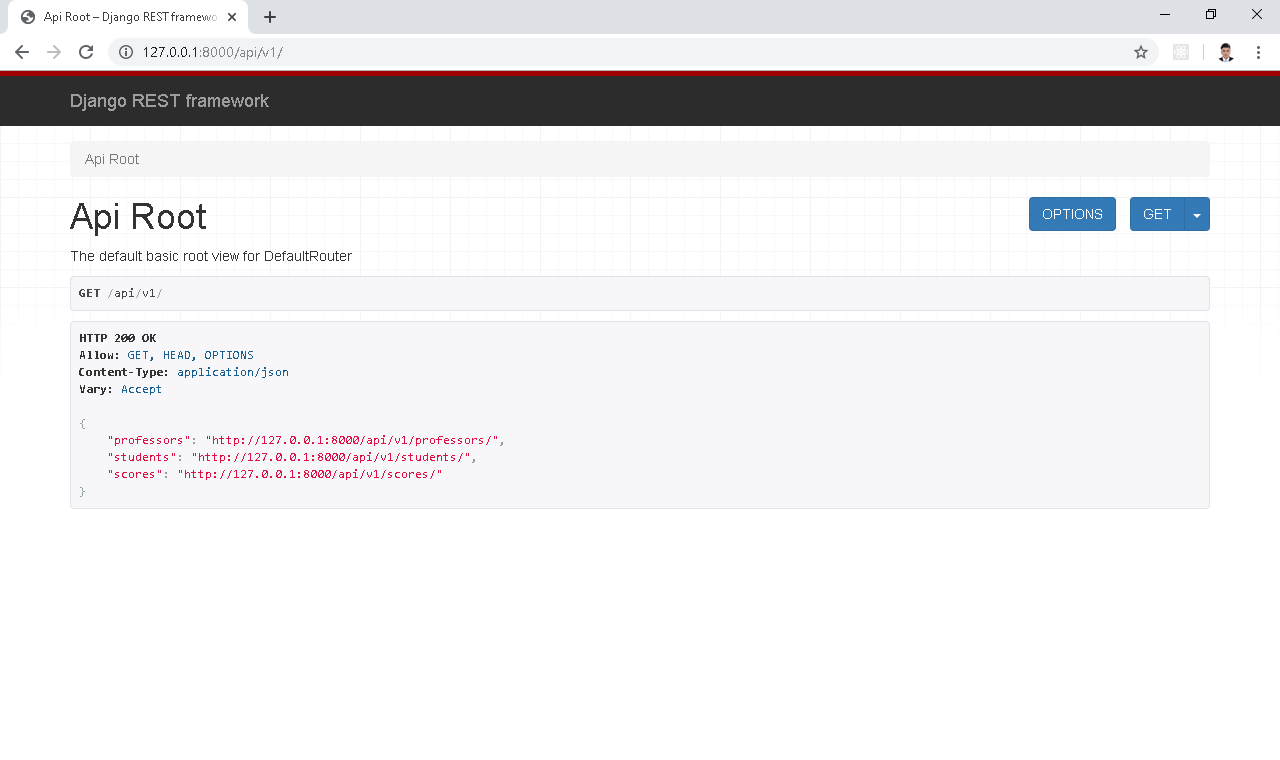 Api Root – Django REST framewo
127.0.0.1:8000/api/v1/
Django REST framework
Api Root
Api Root
OPTIONS
GET
The default basic root view for DefaultRouter
GET /api/v1/
HTTP 200 OK
Allow: GET, HEAD, OPTIONS
Content-Type: application/json
Vary: Accept
{
    "professors": "http://127.0.0.1:8000/api/v1/professors/",
    "students": "http://127.0.0.1:8000/api/v1/students/",
    "scores": "http://127.0.0.1:8000/api/v1/scores/"
}